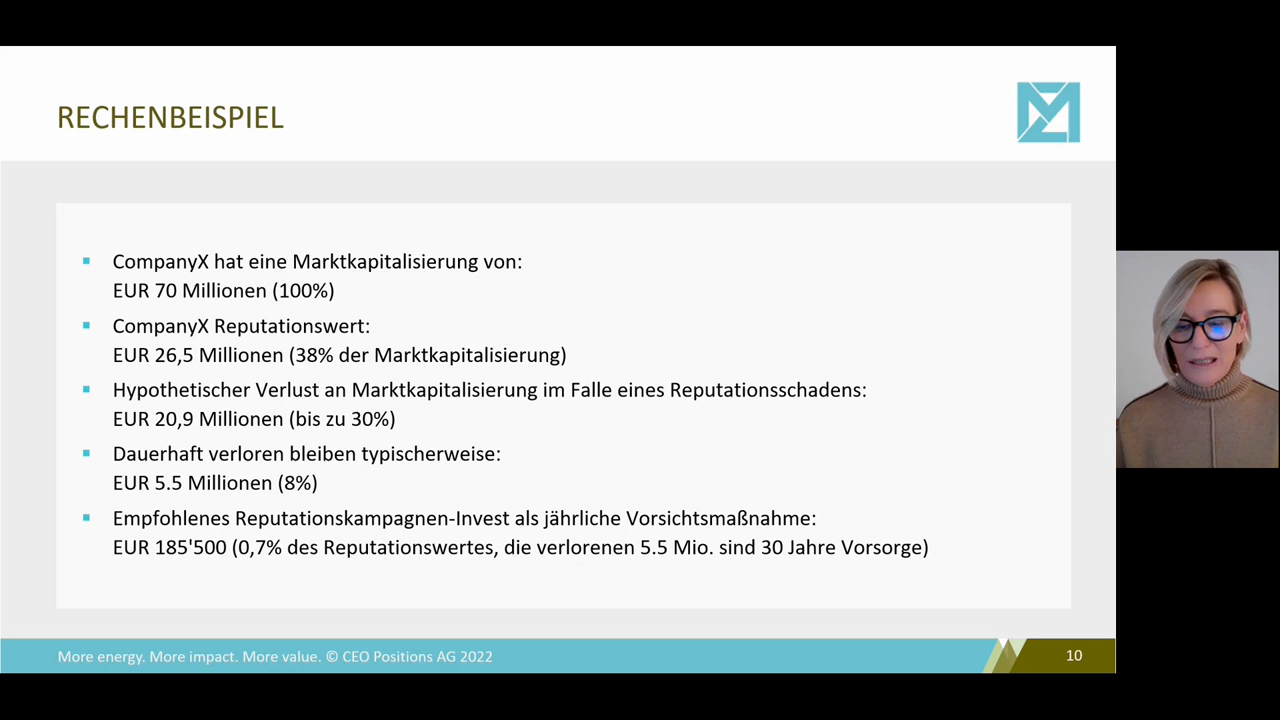 RECHENBEISPIEL
CompanyX hat eine Marktkapitalisierung von:
EUR 70 Millionen (100%)
CompanyX Reputationswert:
EUR 26,5 Millionen (38% der Marktkapitalisierung)
Hypothetischer Verlust an Marktkapitalisierung im Falle eines Reputationsschadens:
EUR 20,9 Millionen (bis zu 30%)
Dauerhaft verloren bleiben typischerweise:
EUR 5.5 Millionen (8%)
Empfohlenes Reputationskampagnen-Invest als jährliche Vorsichtsmaßnahme:
EUR 185'500 (0,7% des Reputationswertes, die verlorenen 5.5 Mio. sind 30 Jahre Vorsorge)
More energy. More impact. More value. © CEO Positions AG 2022
10